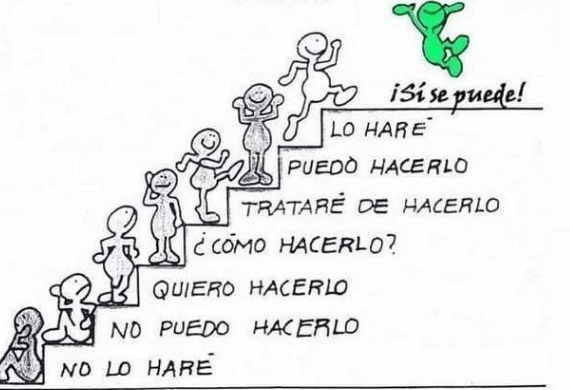 ¡Sí se puede!
LO HARÉ
PUEDO HACERLO
TRATARÉ DE HACERLO
¿CÓMO HACERLO?
QUIERO HACERLO
NO PUEDO HACERLO
NO LO HARÉ